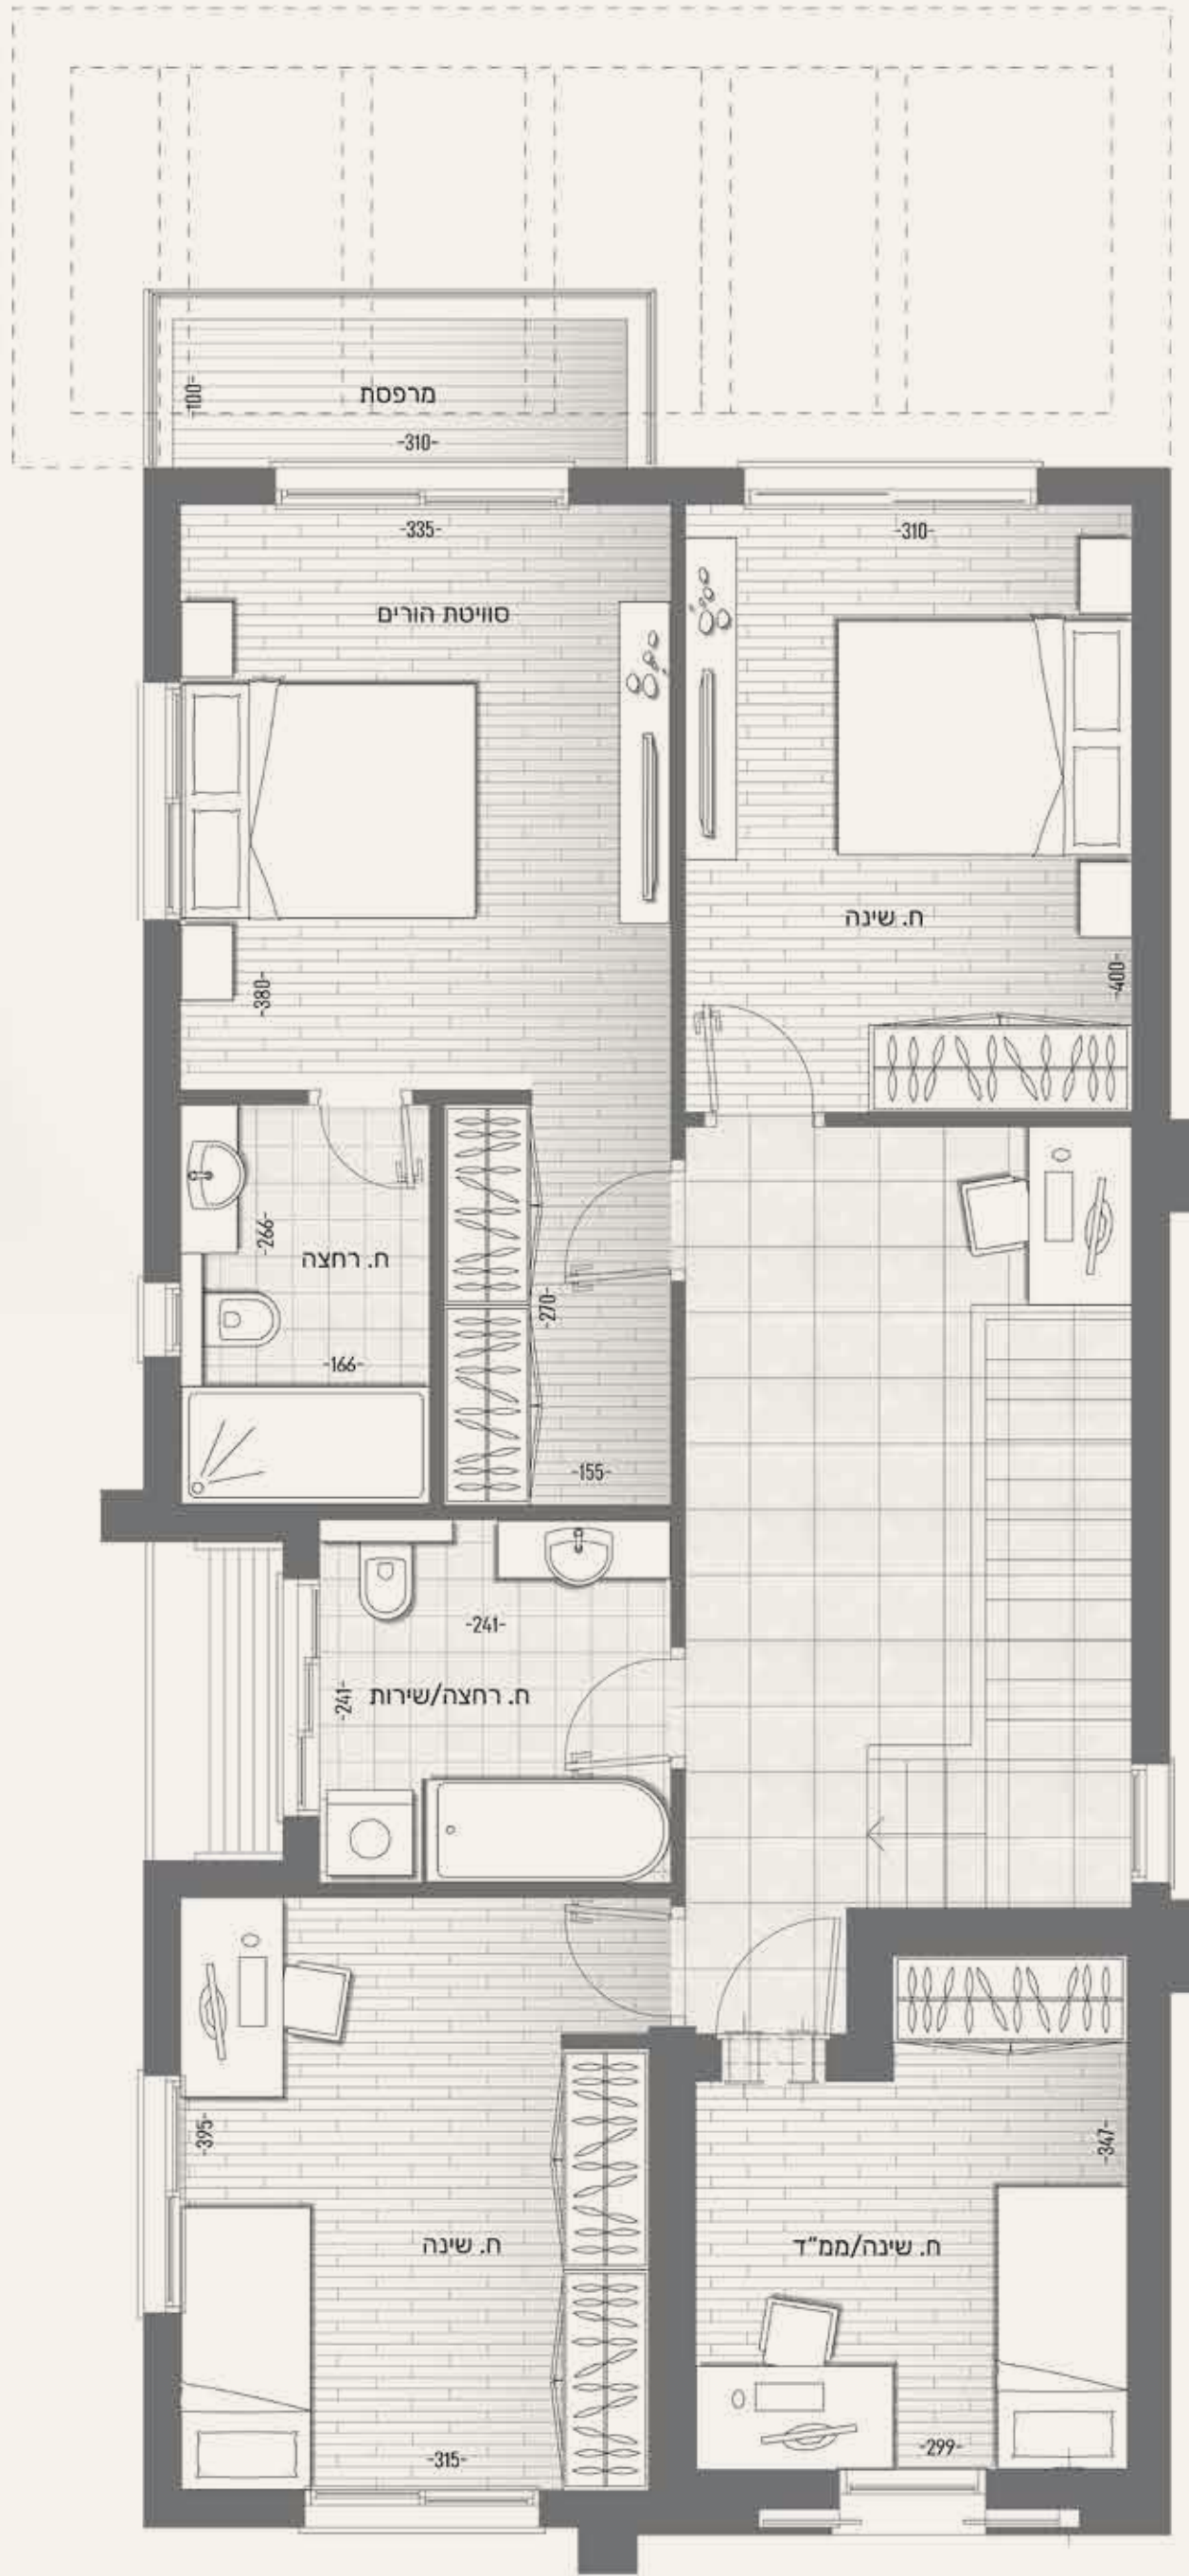 מרפסת
-100-
-310-
-335-
-310-
סוויטת הורים
ח. שינה
-380-
-400-
-266-
ח. רחצה
-270-
-166-
-155-
-241-
-241-
ח. רחצה/שירות
-395-
-347-
ח. שינה
ח. שינה/ממ"ד
-315-
-299-